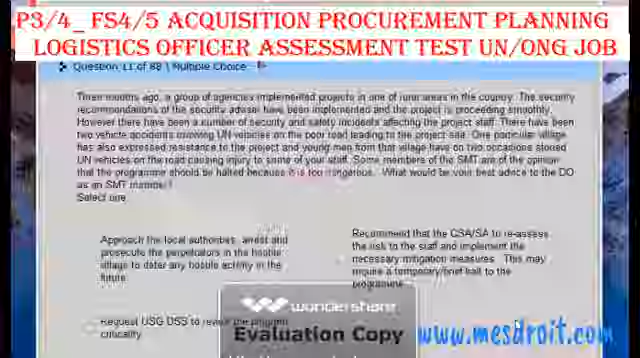 P3/4_ FS4/5 ACQUISITION PROCUREMENT PLANNING
LOGISTICS OFFICER ASSESSMENT TEST UN/ONG JOB
Question 11 of 88 \ Multiple Choice
Three months ago, a group of agencies implemented projects in one of rural areas in the country. The security
recommendations of the security adviser have been implemented and the project is proceeding smoothly.
However there have been a number of security and safety incidents affecting the project staff. There have been
two vehicle accidents involving UN vehicles on the poor road leading to the project site. One particular village
has also expressed resistance to the project and young men from that village have on two occasions stoned
UN vehicles on the road causing injury to some of your staff. Some members of the SMT are of the opinion
that the programme should be halted because it is too dangerous. What would be your best advice to the DO
as an SMT member?
Select one
Approach the local authorities, arrest and
prosecute the perpetrators in the hostile
village to deter any hostile activity in the
future
Recommend that the CSA/SA to re-assess
the risk to the staff and implement the
necessary mitigation measures. This may
require a temporary/brief halt to the
programme
Request USG DSS to review the program
criticality
wondershare
Evaluation Copy
www.mesdroit.com